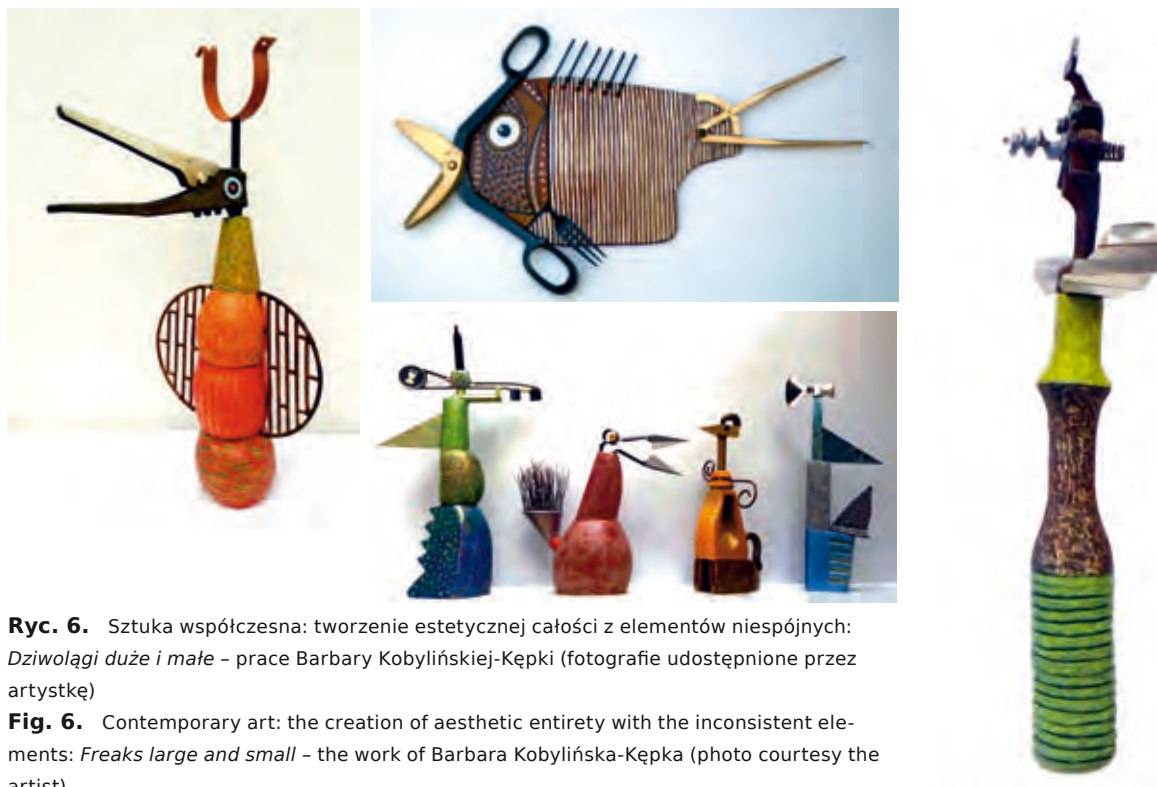 Ryc. 6. Sztuka współczesna: tworzenie estetycznej całości z elementów niespójnych:
Dziwolągi duże i małe – prace Barbary Kobylińskiej-Kępki (fotografie udostępnione przez
artystkę)
Fig. 6. Contemporary art: the creation of aesthetic entirety with the inconsistent ele-
ments: Freaks large and small – the work of Barbara Kobylińska-Kępka (photo courtesy the
artist)